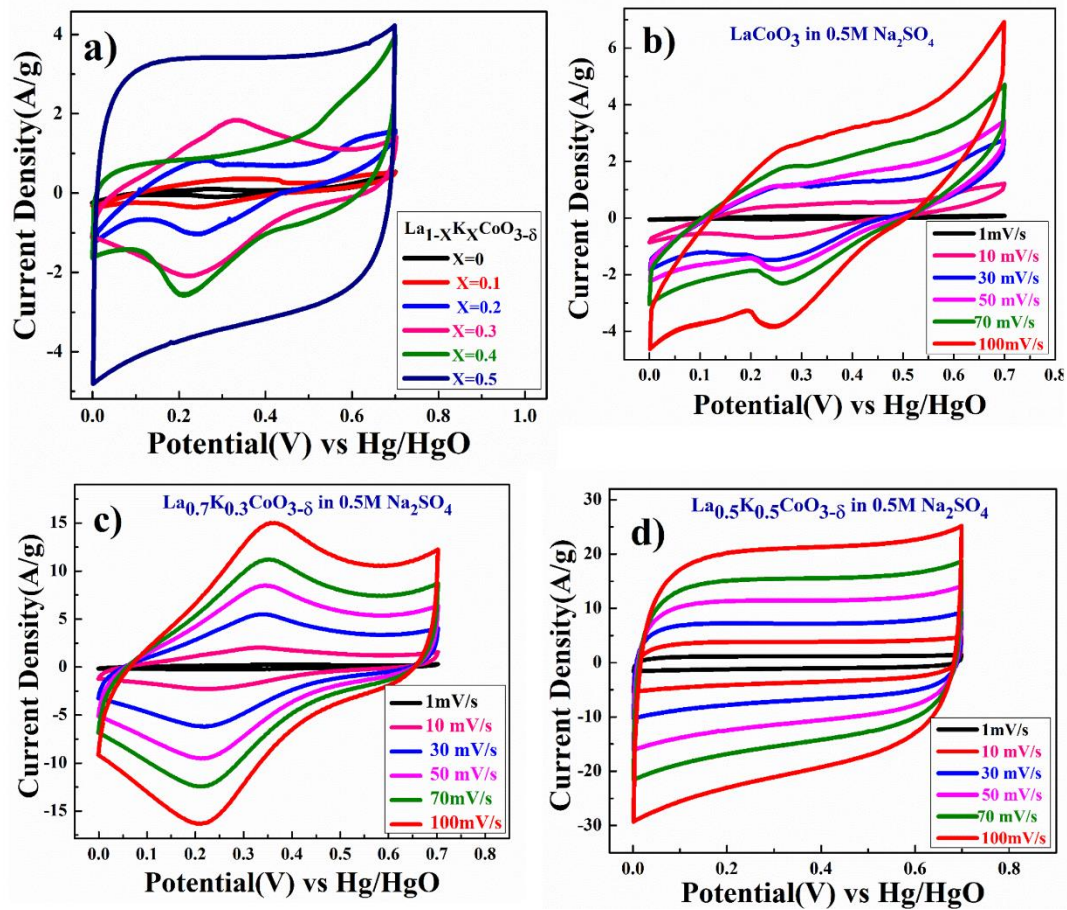 a)
Current Density(A/g)
4
2
0
-2
-4
La1-XKXCoO3-δ
X=0
X=0.1
X=0.2
X=0.3
X=0.4
X=0.5
0.0 0.2 0.4 0.6 0.8 1.0
Potential(V) vs Hg/HgO
b)
LaCoO3 in 0.5M Na2SO4
Current Density(A/g)
6
4
2
0
-2
-4
1mV/s
10 mV/s
30 mV/s
50 mV/s
70 mV/s
100mV/s
0.0 0.1 0.2 0.3 0.4 0.5 0.6 0.7 0.8
Potential(V) vs Hg/HgO
c)
La0.7K0.3CoO3-δ in 0.5M Na2SO4
Current Density(A/g)
15
10
5
0
-5
-10
-15
1mV/s
10 mV/s
30 mV/s
50 mV/s
70mV/s
100mV/s
0.0 0.1 0.2 0.3 0.4 0.5 0.6 0.7 0.8
Potential(V) vs Hg/HgO
d)
La0.5K0.5CoO3-δ in 0.5M Na2SO4
Current Density(A/g)
30
20
10
0
-10
-20
-30
1mV/s
10 mV/s
30 mV/s
50 mV/s
70 mV/s
100mV/s
0.0 0.2 0.4 0.6 0.8
Potential(V) vs Hg/HgO